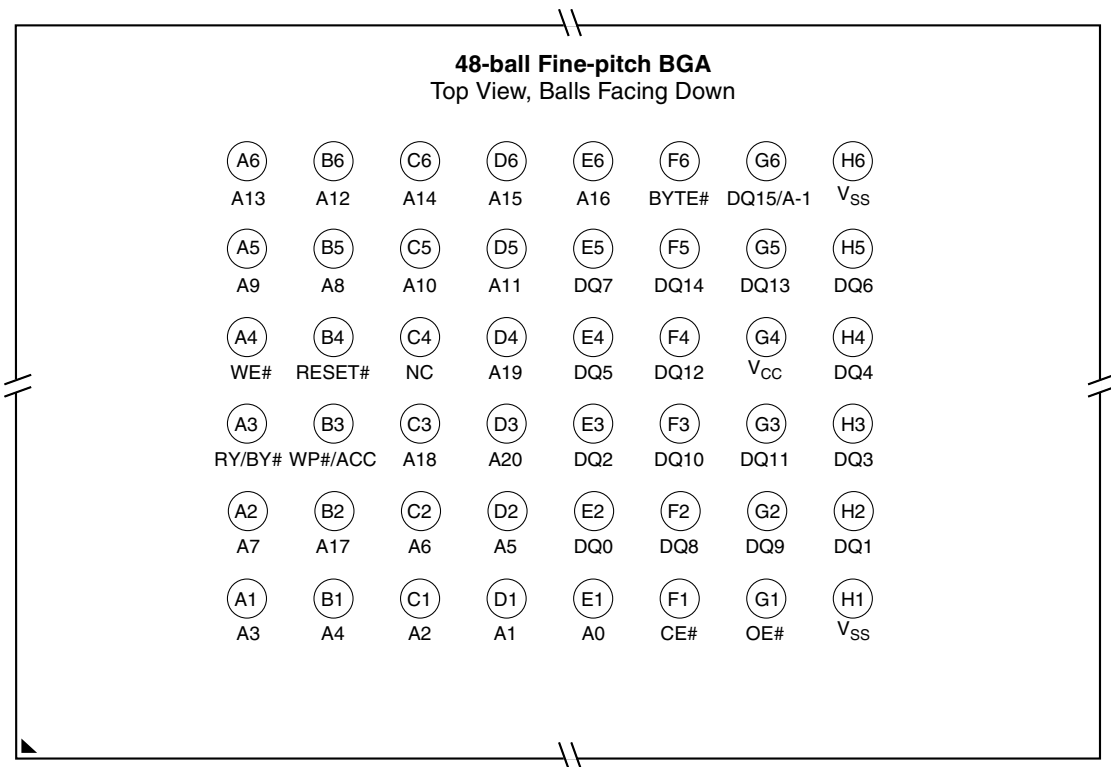 48-ball Fine-pitch BGA
Top View, Balls Facing Down
A6 B6 C6 D6 E6 F6 G6 H6
A13 A12 A14 A15 A16 BYTE# DQ15/A-1 VSS
A5 B5 C5 D5 E5 F5 G5 H5
A9 A8 A10 A11 DQ7 DQ14 DQ13 DQ6
A4 B4 C4 D4 E4 F4 G4 H4
WE# RESET# NC A19 DQ5 DQ12 VCC DQ4
A3 B3 C3 D3 E3 F3 G3 H3
RY/BY# WP#/ACC A18 A20 DQ2 DQ10 DQ11 DQ3
A2 B2 C2 D2 E2 F2 G2 H2
A7 A17 A6 A5 DQ0 DQ8 DQ9 DQ1
A1 B1 C1 D1 E1 F1 G1 H1
A3 A4 A2 A1 A0 CE# OE# VSS